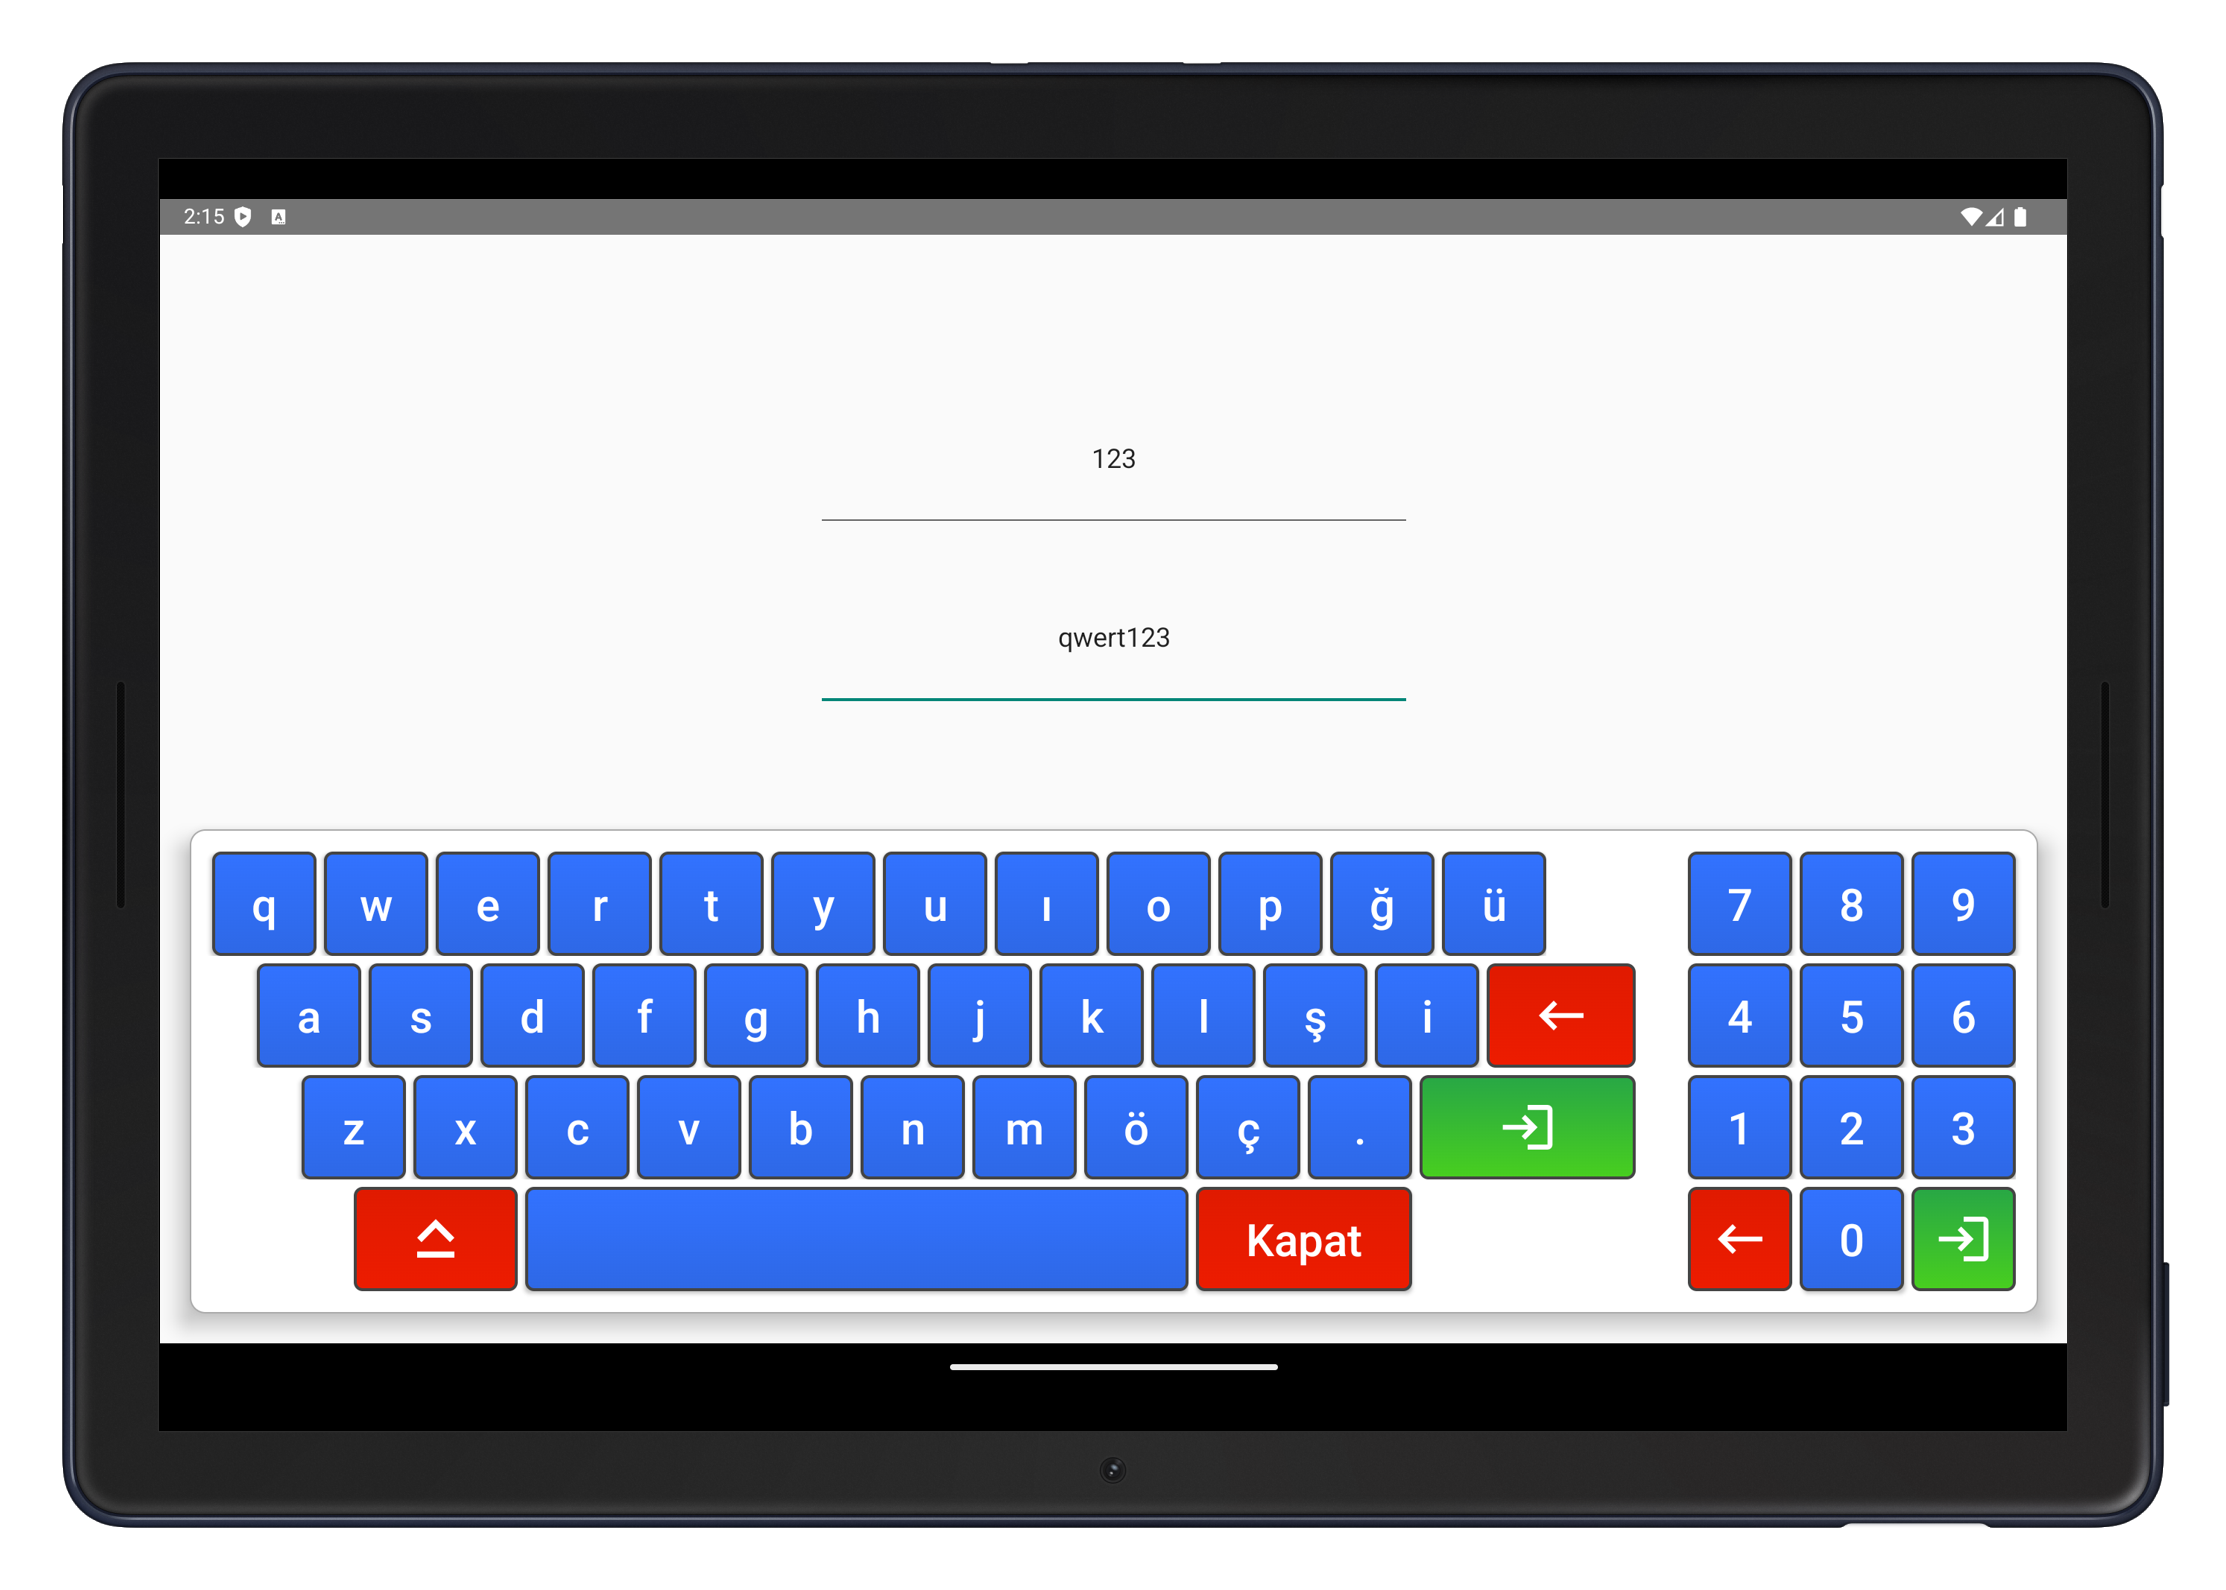 2:15
123
qwert123
q w e r t y u ı o p ğ ü 7 8 9
a s d f g h j k l ş i 4 5 6
z x c v b n m ö ç . 1 2 3
Kapat 0